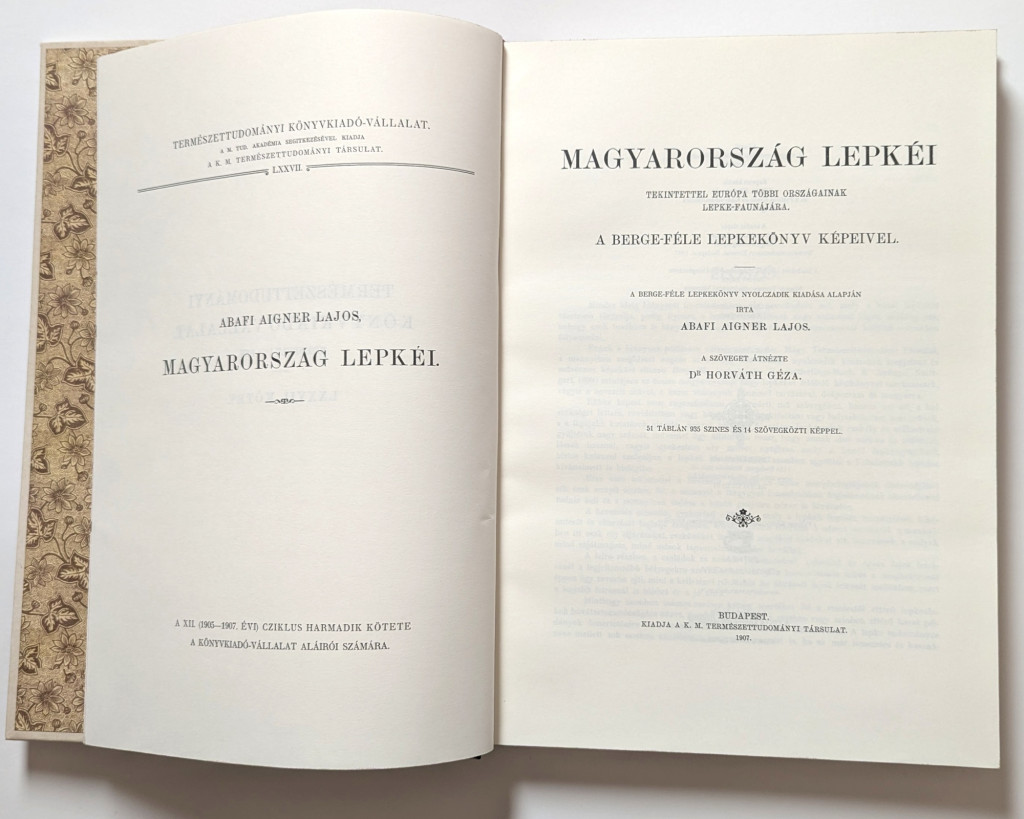 TERMÉSZETTUDOMÁNYI KÖNYVKIADÓ-VÁLLALAT.
A M. TUD. AKADÉMIA SEGITKEZÉSÉVEL KIADJA
A K. M. TERMÉSZETTUDOMÁNYI TÁRSULAT.
LXXVII.
ABAFI AIGNER LAJOS,
MAGYARORSZÁG LEPKÉI.
A XII. (1905—1907. ÉVI) CZIKLUS HARMADIK KÖTETE
A KÖNYVKIADÓ-VÁLLALAT ALÁIRÓI SZÁMÁRA.
MAGYARORSZÁG LEPKÉI
TEKINTETTEL EURÓPA TÖBBI ORSZÁGAINAK
LEPKE-FAUNÁJÁRA.
A BERGE-FÉLE LEPKEKÖNYV KÉPEIVEL.
A BERGE-FÉLE LEPKEKÖNYV NYOLCZADIK KIADÁSA ALAPJÁN
IRTA
ABAFI AIGNER LAJOS.
A SZÖVEGET ÁTNÉZTE
DR HORVÁTH GÉZA.
51 TÁBLÁN 935 SZINES ÉS 14 SZÖVEGKÖZTI KÉPPEL.
BUDAPEST.
KIADJA A K. M. TERMÉSZETTUDOMÁNYI TÁRSULAT.
1907.